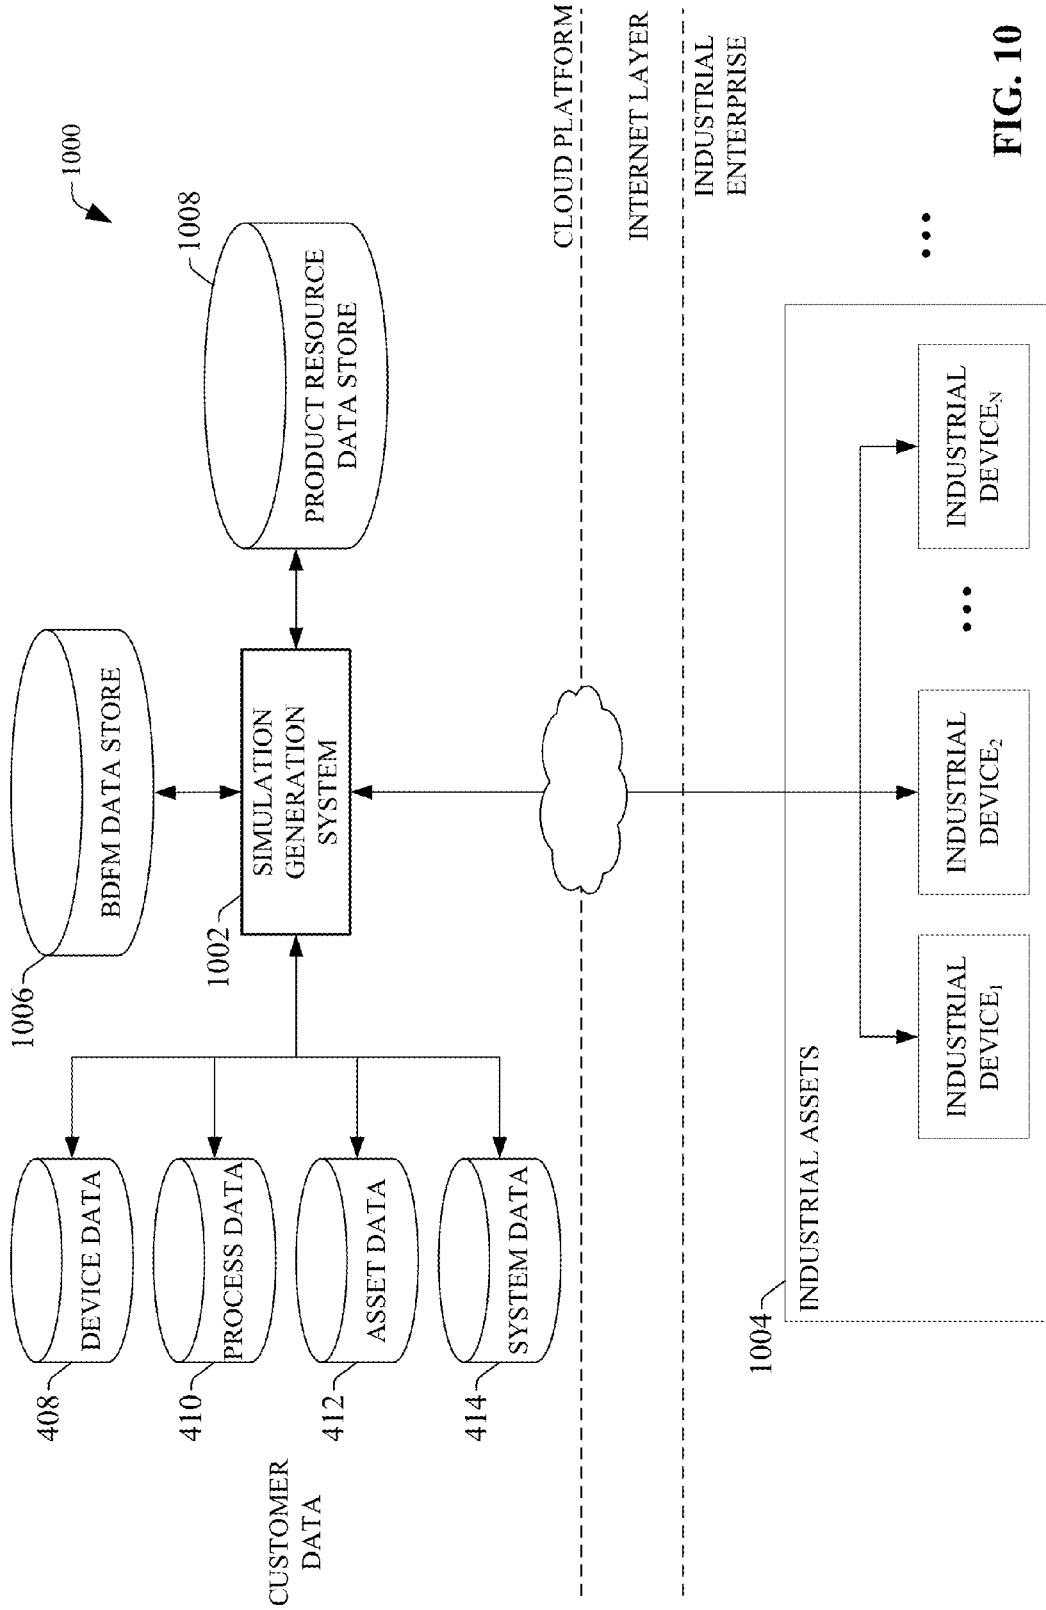 1000
1006
BDFM DATA STORE
1008
PRODUCT RESOURCE
DATA STORE
1002
SIMULATION
GENERATION
SYSTEM
CUSTOMER
DATA
408
DEVICE DATA
410
PROCESS DATA
412
ASSET DATA
414
SYSTEM DATA
CLOUD PLATFORM
INTERNET LAYER
INDUSTRIAL
ENTERPRISE
1004
INDUSTRIAL ASSETS
INDUSTRIAL
DEVICE1
INDUSTRIAL
DEVICE2
•••
INDUSTRIAL
DEVICEN
•••
FIG. 10